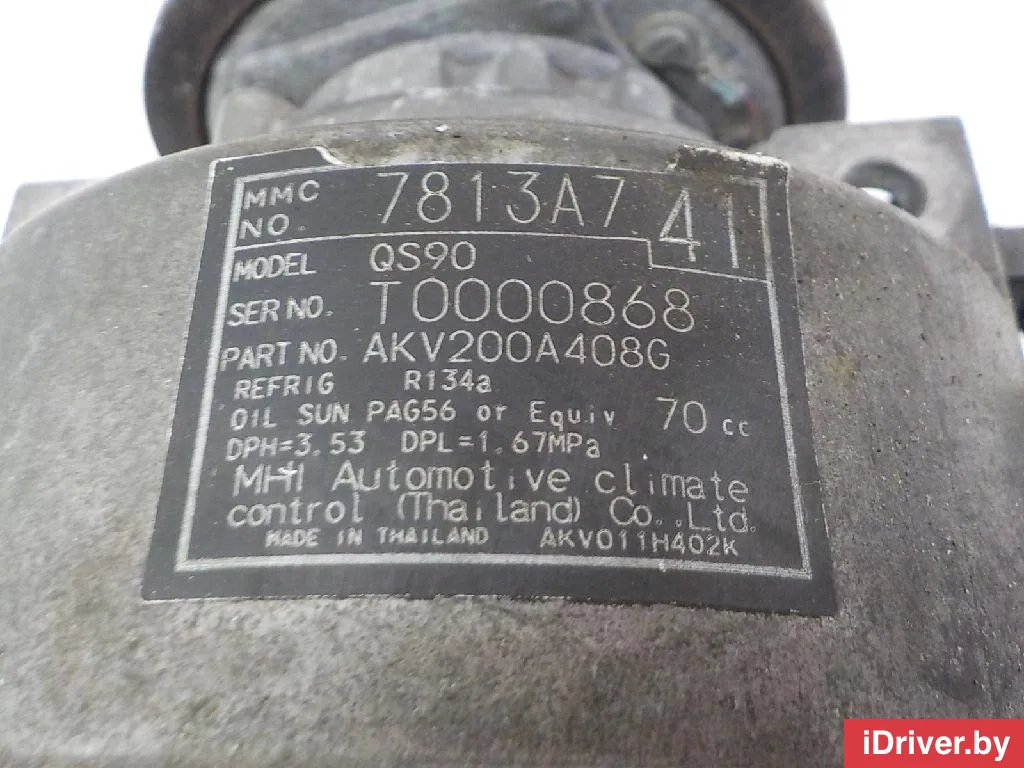 MMC NO. 7813A741
MODEL QS90
SER NO. T0000868
PART NO. AKV200A408G
REFRIG R134a
OIL SUN PAG56 or Equiv 70 cc
DPH=3.53 DPL=1.67MPa
MHI Automotive climate
control (Thailand) Co.,Ltd.
MADE IN THAILAND AKV011H402K
iDriver.by